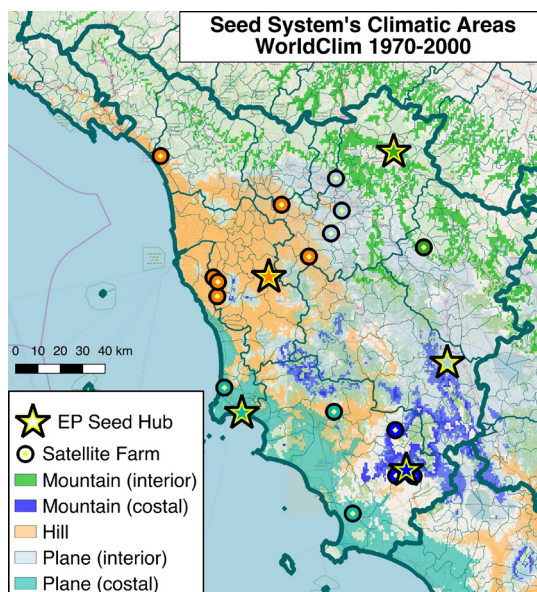 Seed System's Climatic Areas
WorldClim 1970-2000
0 10 20 30 40 km
EP Seed Hub
Satellite Farm
Mountain (interior)
Mountain (costal)
Hill
Plane (interior)
Plane (costal)